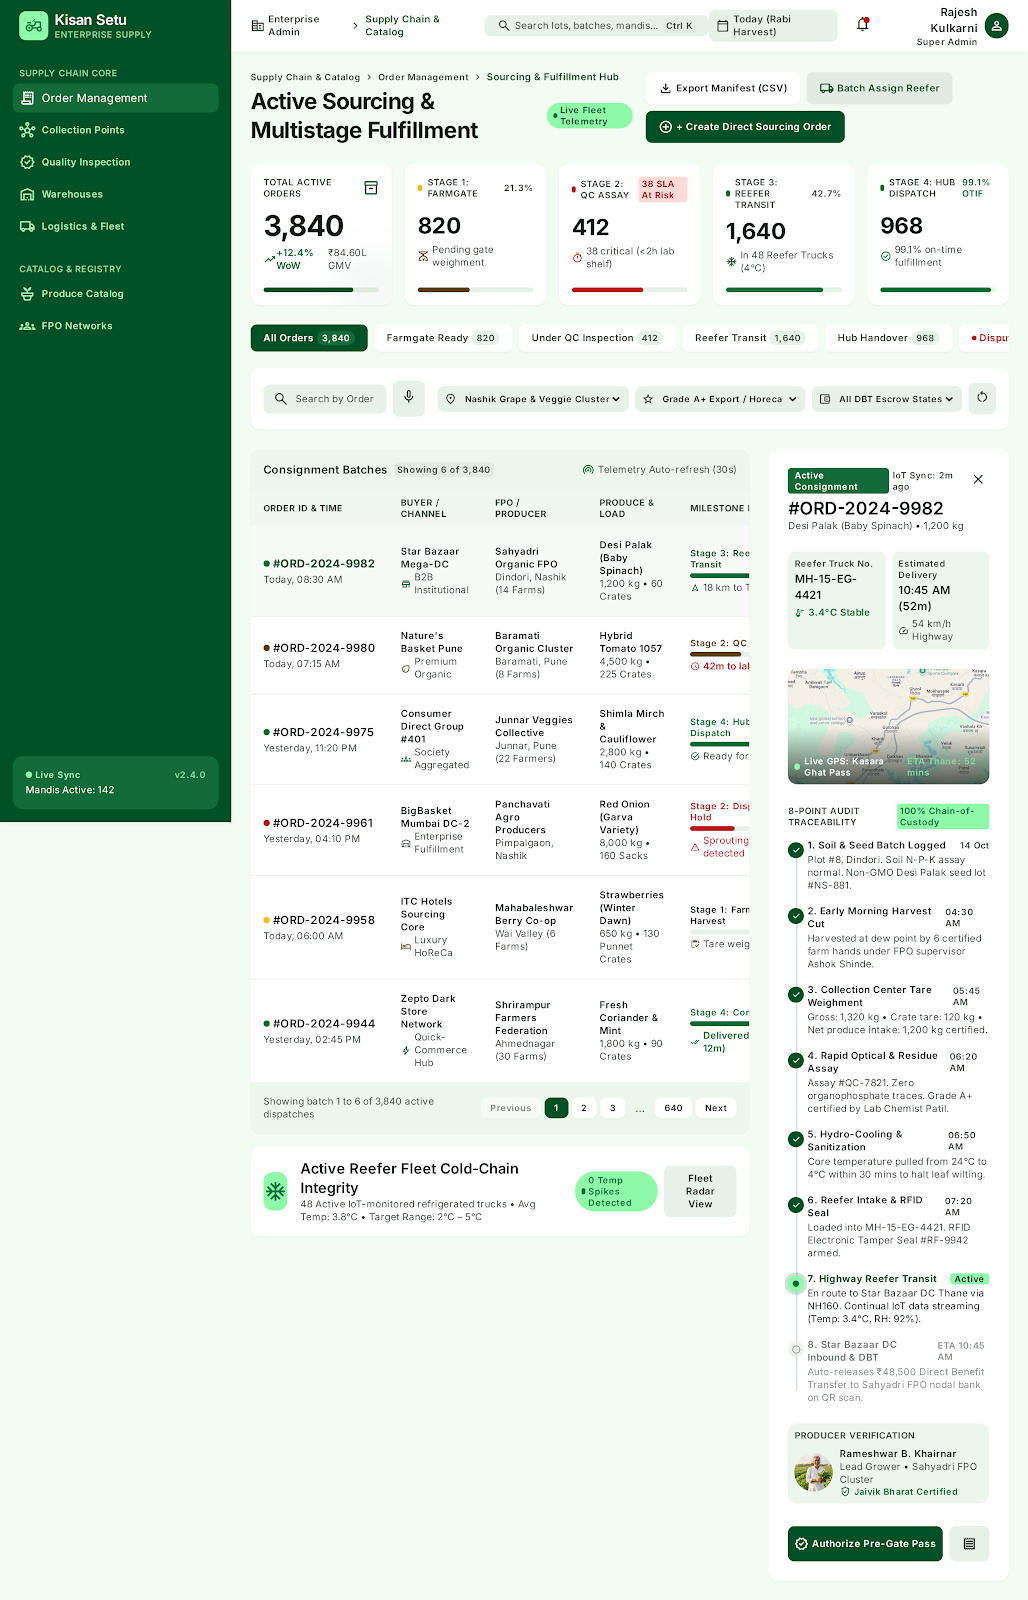 Kisan Setu
ENTERPRISE SUPPLY
SUPPLY CHAIN CORE
Order Management
Collection Points
Quality Inspection
Warehouses
Logistics & Fleet
CATALOG & REGISTRY
Produce Catalog
FPO Networks
Live Sync
v2.4.0
Mandis Active: 142
Enterprise
Admin
Supply Chain &
Catalog
Search lots, batches, mandis...
Ctrl K
Today (Rabi
Harvest)
Rajesh
Kulkarni
Super Admin
Supply Chain & Catalog
Order Management
Sourcing & Fulfillment Hub
Active Sourcing &
Multistage Fulfillment
Live Fleet
Telemetry
Export Manifest (CSV)
Batch Assign Reefer
+ Create Direct Sourcing Order
TOTAL ACTIVE
ORDERS
3,840
+12.4%
WoW
₹84.60L
GMV
STAGE 1:
FARMGATE
21.3%
820
Pending gate
weighment
STAGE 2:
QC ASSAY
38 SLA
At Risk
412
38 critical (<2h lab
shelf)
STAGE 3:
REEFER
TRANSIT
42.7%
1,640
In 48 Reefer Trucks
(4°C)
STAGE 4: HUB
DISPATCH
99.1%
OTIF
968
99.1% on-time
fulfillment
All Orders 3,840
Farmgate Ready 820
Under QC Inspection 412
Reefer Transit 1,640
Hub Handover 968
Dispu
Search by Order
Nashik Grape & Veggie Cluster
Grade A+ Export / Horeca
All DBT Escrow States
Consignment Batches
Showing 6 of 3,840
Telemetry Auto-refresh (30s)
ORDER ID & TIME
BUYER /
CHANNEL
FPO /
PRODUCER
PRODUCE &
LOAD
MILESTONE
#ORD-2024-9982
Today, 08:30 AM
Star Bazaar
Mega-DC
B2B
Institutional
Sahyadri
Organic FPO
Dindori, Nashik
(14 Farms)
Desi Palak
(Baby
Spinach)
1,200 kg • 60
Crates
Stage 3: Ree
Transit
18 km to T
#ORD-2024-9980
Today, 07:15 AM
Nature's
Basket Pune
Premium
Organic
Baramati
Organic Cluster
Baramati, Pune
(8 Farms)
Hybrid
Tomato 1057
4,500 kg •
225 Crates
Stage 2: QC
42m to lab
#ORD-2024-9975
Yesterday, 11:20 PM
Consumer
Direct Group
#401
Society
Aggregated
Junnar Veggies
Collective
Junnar, Pune
(22 Farmers)
Shimla Mirch
&
Cauliflower
2,800 kg •
140 Crates
Stage 4: Hub
Dispatch
Ready for
#ORD-2024-9961
Yesterday, 04:10 PM
BigBasket
Mumbai DC-2
Enterprise
Fulfillment
Panchavati
Agro
Producers
Pimpalgaon,
Nashik
Red Onion
(Garva
Variety)
8,000 kg •
160 Sacks
Stage 2: Disp
Hold
Sprouting
detected
#ORD-2024-9958
Today, 06:00 AM
ITC Hotels
Sourcing
Core
Luxury
HoReCa
Mahabaleshwar
Berry Co-op
Wai Valley (6
Farms)
Strawberries
(Winter
Dawn)
650 kg • 130
Punnet
Crates
Stage 1: Farm
Harvest
Tare weig
#ORD-2024-9944
Yesterday, 02:45 PM
Zepto Dark
Store
Network
Quick-
Commerce
Hub
Shrirampur
Farmers
Federation
Ahmednagar
(30 Farms)
Fresh
Coriander &
Mint
1,800 kg • 90
Crates
Stage 4: Com
Delivered
12m)
Showing batch 1 to 6 of 3,840 active
dispatches
Previous
1
2
3
...
640
Next
Active Reefer Fleet Cold-Chain
Integrity
48 Active IoT-monitored refrigerated trucks • Avg
Temp: 3.8°C • Target Range: 2°C – 5°C
0 Temp
Spikes
Detected
Fleet
Radar
View
Active
Consignment
IoT Sync: 2m
ago
#ORD-2024-9982
Desi Palak (Baby Spinach) • 1,200 kg
Reefer Truck No.
MH-15-EG-
4421
3.4°C Stable
Estimated
Delivery
10:45 AM
(52m)
54 km/h
Highway
Live GPS: Kasara
Ghat Pass
ETA Thane: 52
mins
8-POINT AUDIT
TRACEABILITY
100% Chain-of-
Custody
1. Soil & Seed Batch Logged
14 Oct
Plot #8, Dindori. Soil N-P-K assay
normal. Non-GMO Desi Palak seed lot
#NS-881.
2. Early Morning Harvest
Cut
04:30
AM
Harvested at dew point by 6 certified
farm hands under FPO supervisor
Ashok Shinde.
3. Collection Center Tare
Weighment
05:45
AM
Gross: 1,320 kg • Crate tare: 120 kg •
Net produce intake: 1,200 kg certified.
4. Rapid Optical & Residue
Assay
06:20
AM
Assay #QC-7821. Zero
organophosphate traces. Grade A+
certified by Lab Chemist Patil.
5. Hydro-Cooling &
Sanitization
06:50
AM
Core temperature pulled from 24°C to
4°C within 30 mins to halt leaf wilting.
6. Reefer Intake & RFID
Seal
07:20
AM
Loaded into MH-15-EG-4421. RFID
Electronic Tamper Seal #RF-9942
armed.
7. Highway Reefer Transit
Active
En route to Star Bazaar DC Thane via
NH160. Continual IoT data streaming
(Temp: 3.4°C, RH: 92%).
8. Star Bazaar DC
Inbound & DBT
ETA 10:45
AM
Auto-releases ₹48,500 Direct Benefit
Transfer to Sahyadri FPO nodal bank
on QR scan.
PRODUCER VERIFICATION
Rameshwar B. Khairnar
Lead Grower • Sahyadri FPO
Cluster
Jaivik Bharat Certified
Authorize Pre-Gate Pass